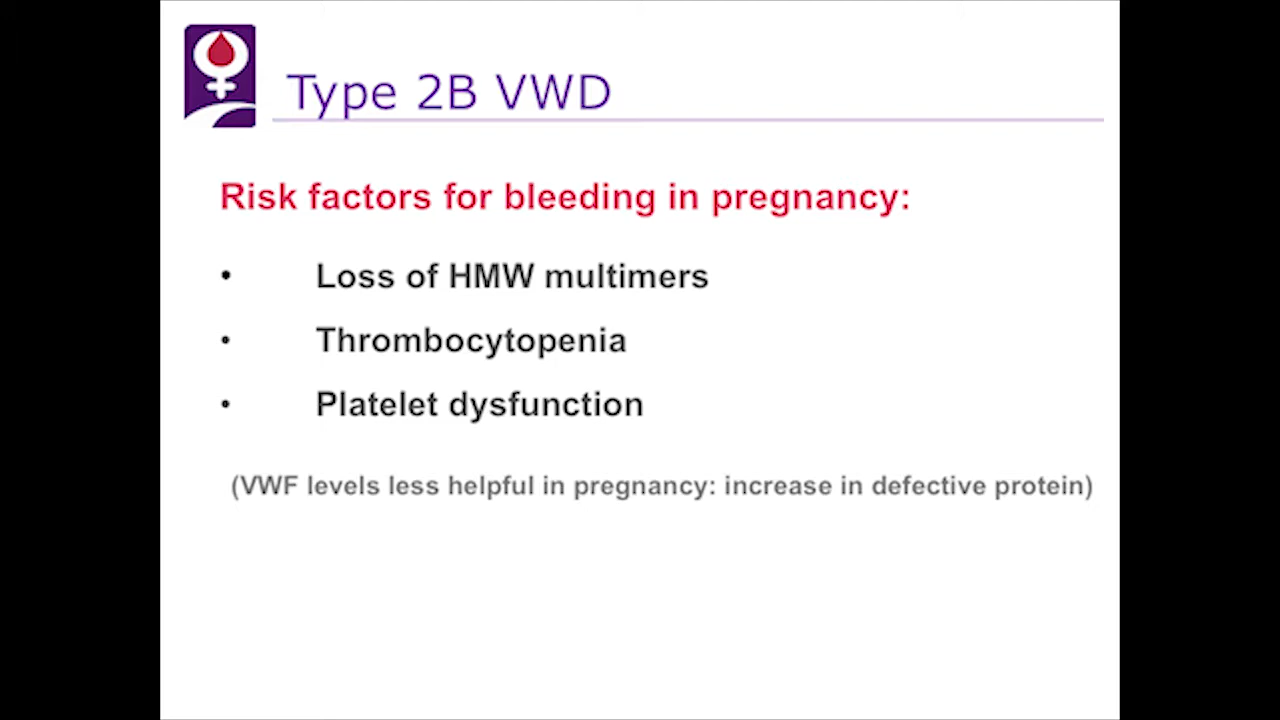 Type 2B VWD
Risk factors for bleeding in pregnancy:
• Loss of HMW multimers
• Thrombocytopenia
• Platelet dysfunction
(VWF levels less helpful in pregnancy: increase in defective protein)